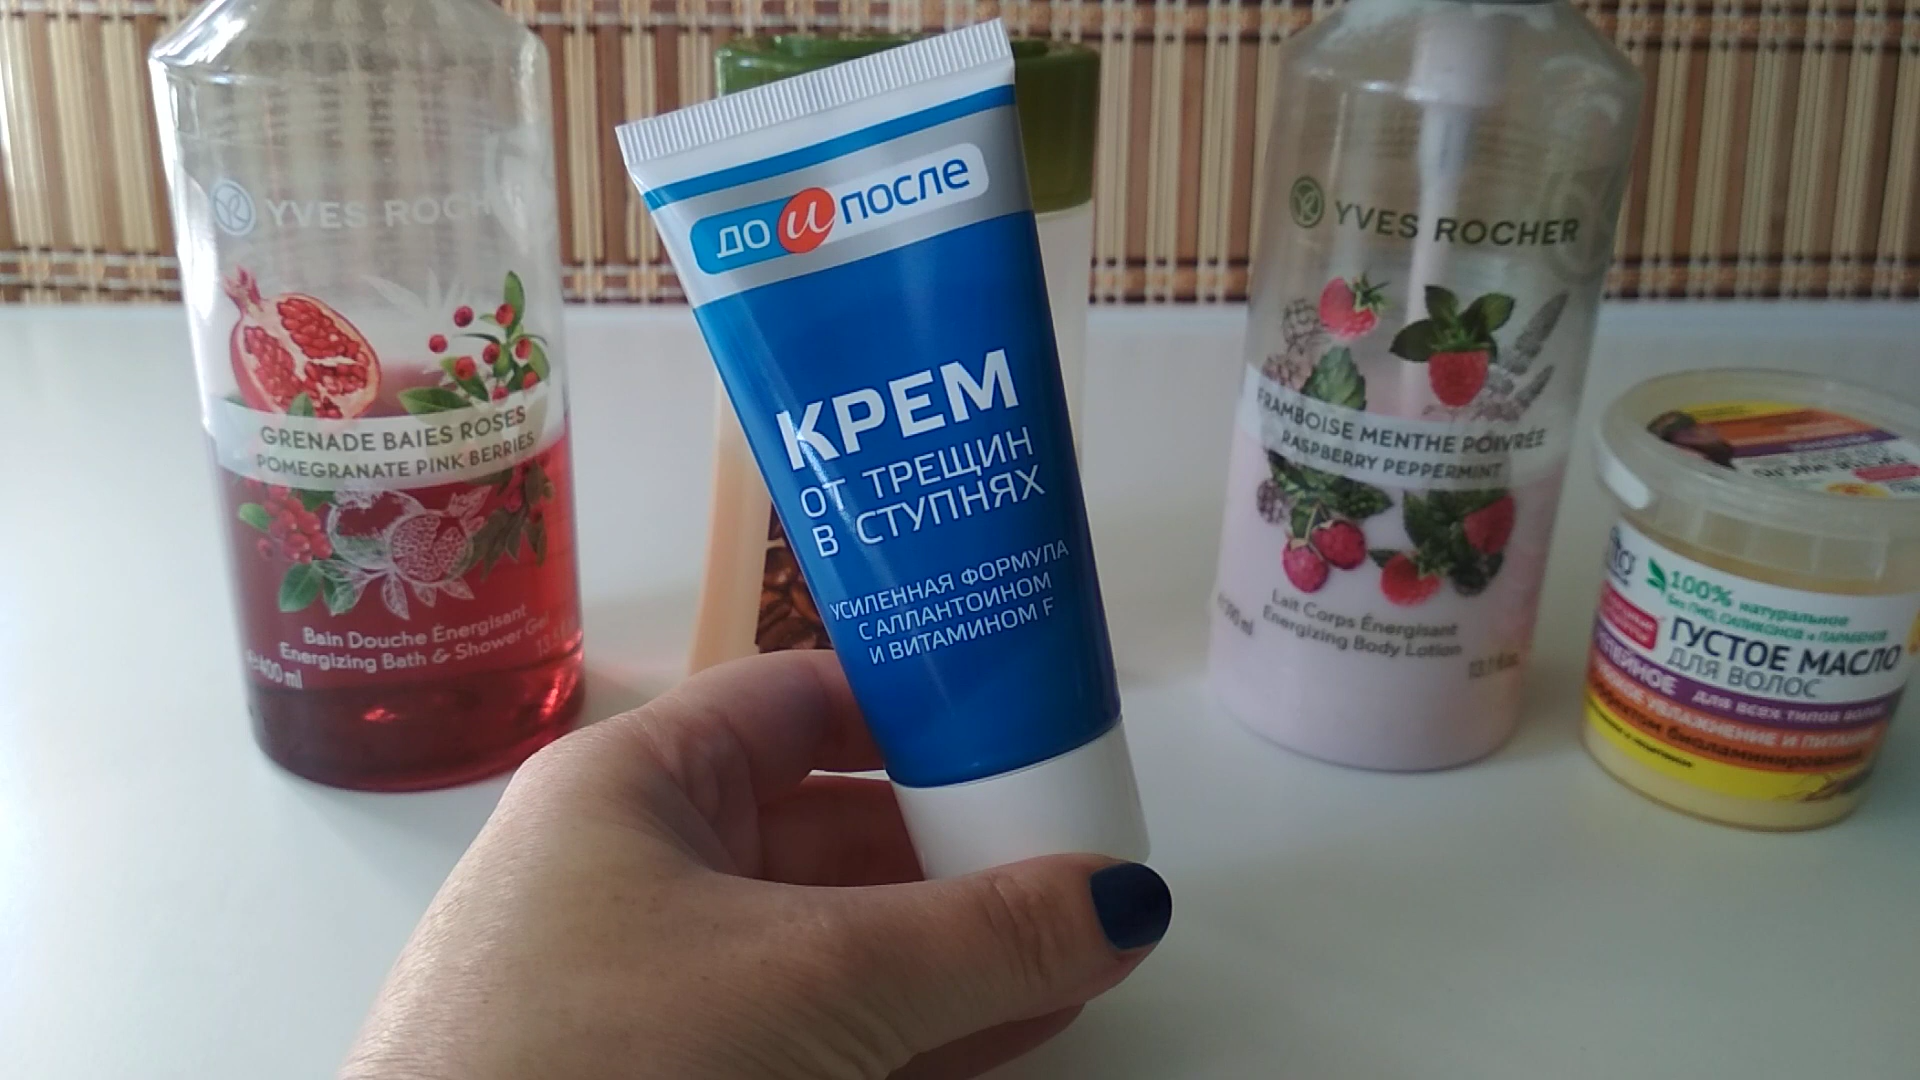 до и после
КРЕМ
ОТ ТРЕЩИН
В СТУПНЯХ
УСИЛЕННАЯ ФОРМУЛА
С АЛЛАНТОИНОМ
И ВИТАМИНОМ F
YVES ROCHER
GRENADE BAIES ROSES
POMEGRANATE PINK BERRIES
Bain Douche Énergisant
Energizing Bath & Shower Gel
400 ml
YVES ROCHER
FRAMBOISE MENTHE POIVRÉE
RASPBERRY PEPPERMINT
Lait Corps Énergisant
Energizing Body Lotion
100% натуральное
ГУСТОЕ МАСЛО
ДЛЯ ВОЛОС
ДЛЯ ВСЕХ ТИПОВ ВОЛОС
УВЛАЖНЕНИЕ И ПИТАНИЕ